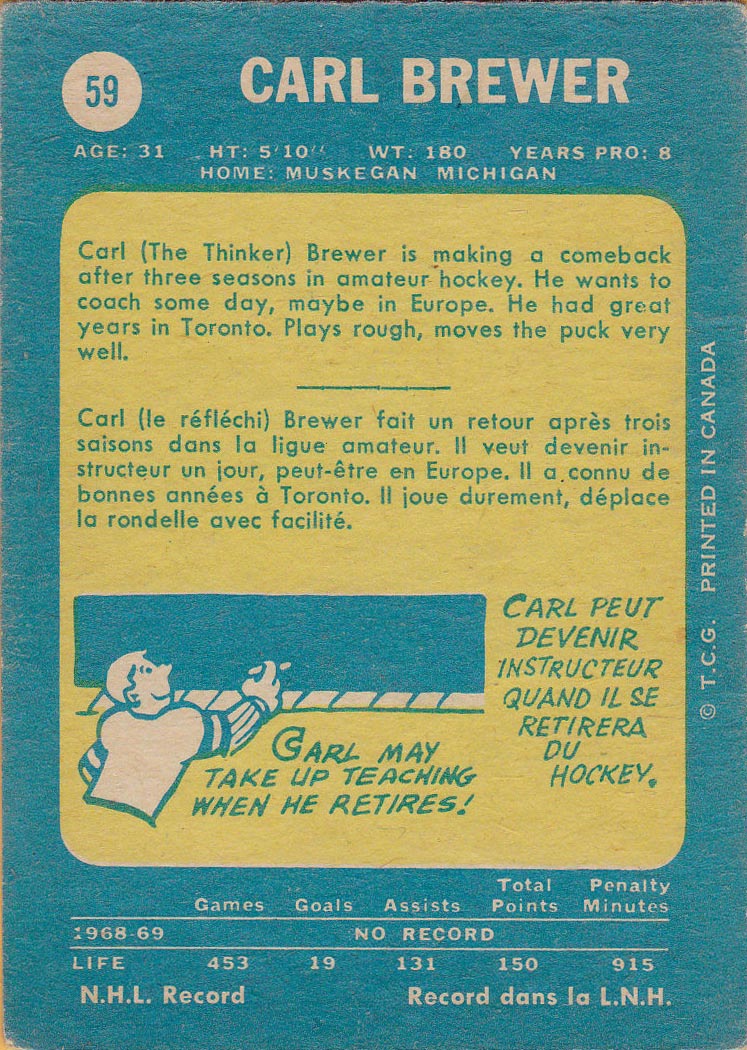 59
CARL BREWER
AGE: 31 HT: 5'10'' WT: 180 YEARS PRO: 8
HOME: MUSKEGAN MICHIGAN
Carl (The Thinker) Brewer is making a comeback
after three seasons in amateur hockey. He wants to
coach some day, maybe in Europe. He had great
years in Toronto. Plays rough, moves the puck very
well.
Carl (le réfléchi) Brewer fait un retour après trois
saisons dans la ligue amateur. Il veut devenir in-
structeur un jour, peut-être en Europe. Il a connu de
bonnes années à Toronto. Il joue durement, déplace
la rondelle avec facilité.
CARL MAY
TAKE UP TEACHING
WHEN HE RETIRES!
CARL PEUT
DEVENIR
INSTRUCTEUR
QUAND IL SE
RETIRERA
DU
HOCKEY.
© T.C.G. PRINTED IN CANADA
Games Goals Assists Total Points Penalty Minutes
1968-69 NO RECORD
LIFE 453 19 131 150 915
N.H.L. Record Record dans la L.N.H.